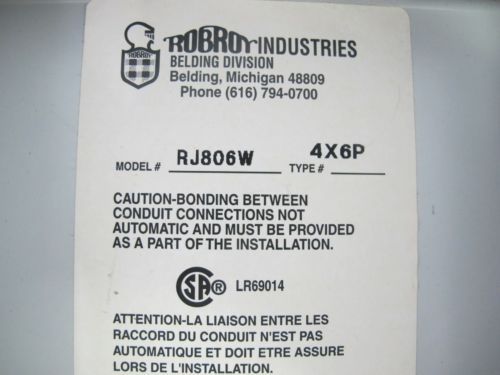 ROBROY INDUSTRIES
ROBROY
BELDING DIVISION
Belding, Michigan 48809
Phone (616) 794-0700
MODEL # RJ806W TYPE # 4X6P
CAUTION-BONDING BETWEEN
CONDUIT CONNECTIONS NOT
AUTOMATIC AND MUST BE PROVIDED
AS A PART OF THE INSTALLATION.
SA® LR69014
ATTENTION-LA LIAISON ENTRE LES
RACCORD DU CONDUIT N'EST PAS
AUTOMATIQUE ET DOIT ETRE ASSURE
LORS DE L'INSTALLATION.